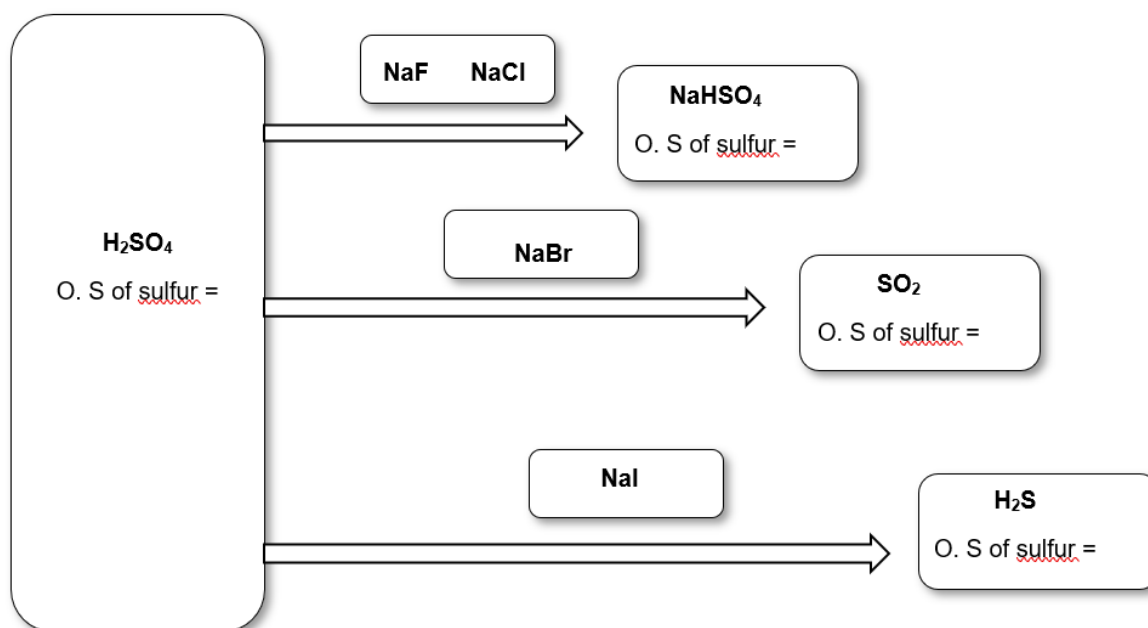 NaF NaCl
NaHSO₄
O. S of sulfur =
H₂SO₄
O. S of sulfur =
NaBr
SO₂
O. S of sulfur =
NaI
H₂S
O. S of sulfur =